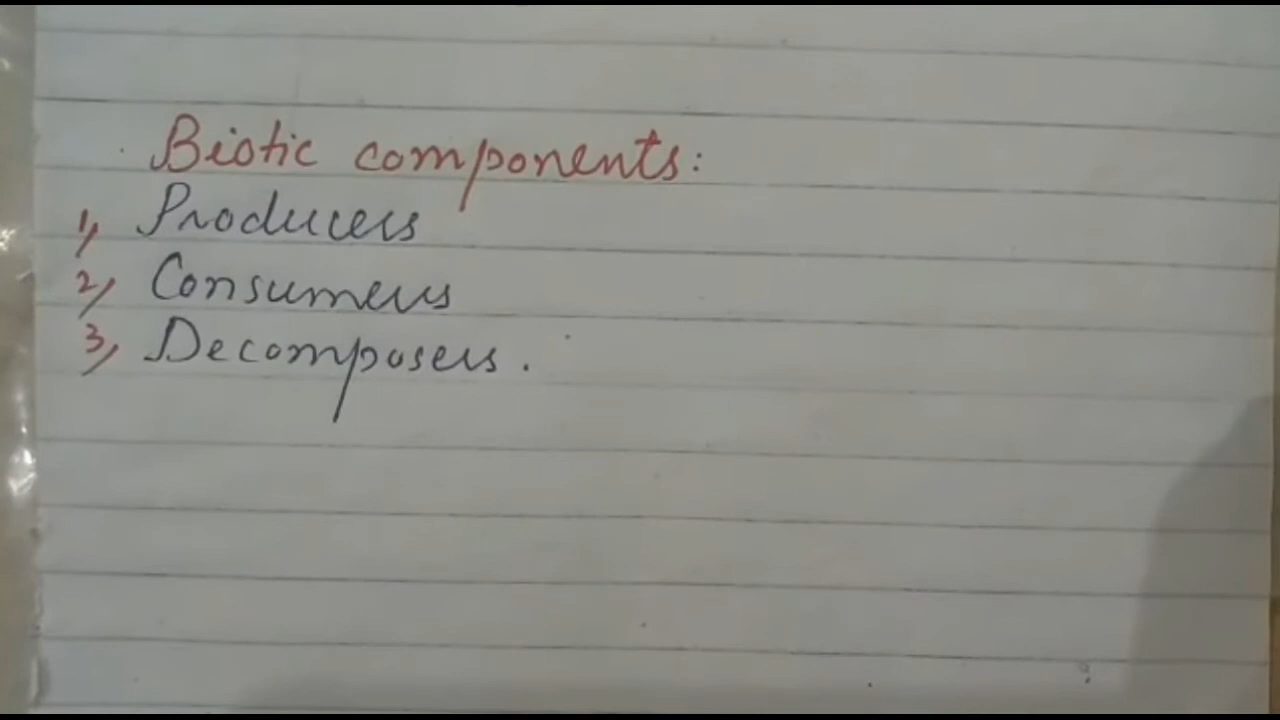 Biotic components:
1, Producers
2, Consumers
3, Decomposers.